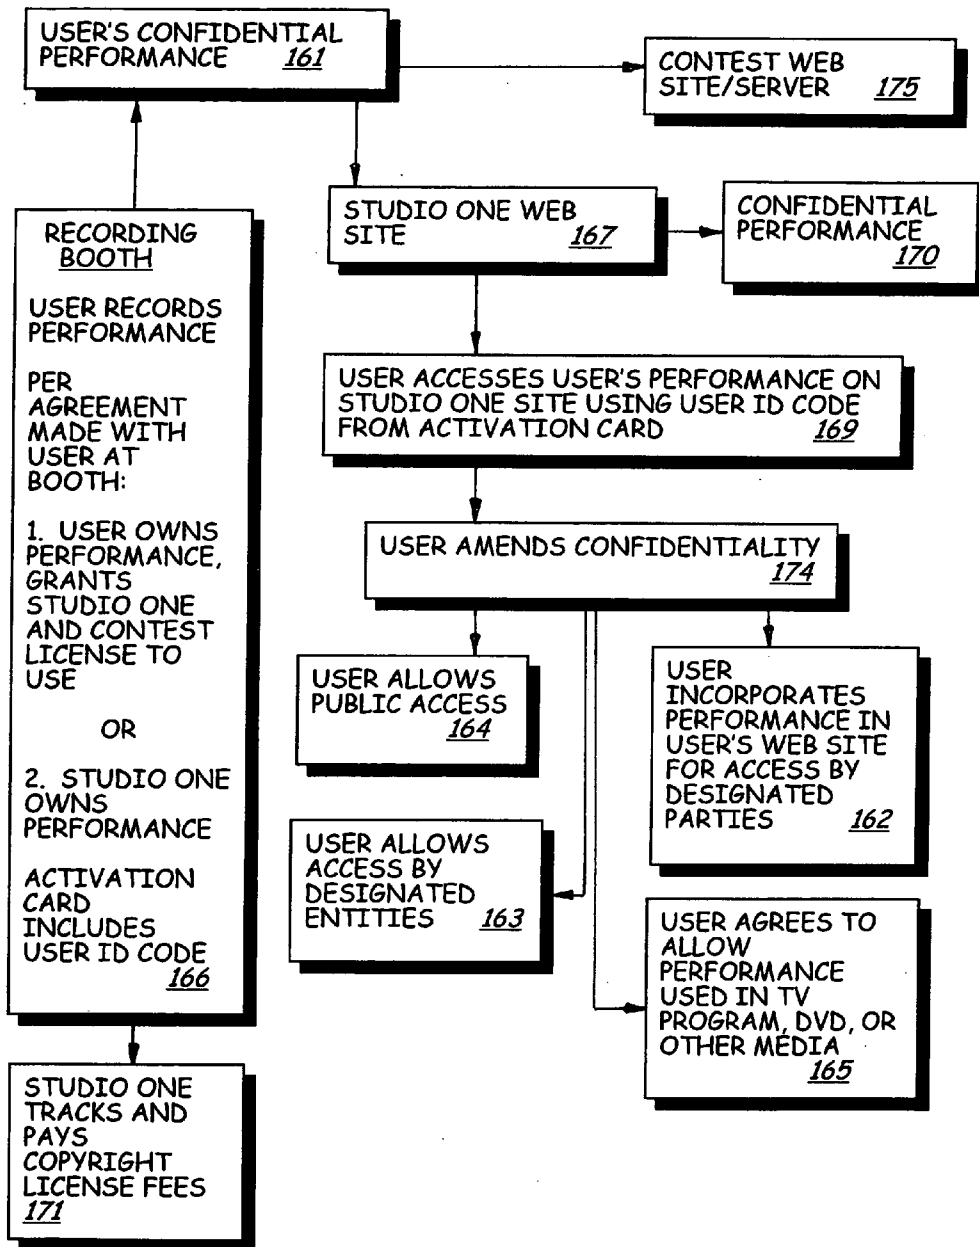 USER'S CONFIDENTIAL
PERFORMANCE 161
CONTEST WEB
SITE/SERVER 175
STUDIO ONE WEB
SITE 167
CONFIDENTIAL
PERFORMANCE
170
RECORDING
BOOTH
USER RECORDS
PERFORMANCE
PER
AGREEMENT
MADE WITH
USER AT
BOOTH:
1. USER OWNS
PERFORMANCE,
GRANTS
STUDIO ONE
AND CONTEST
LICENSE TO
USE
OR
2. STUDIO ONE
OWNS
PERFORMANCE
ACTIVATION
CARD
INCLUDES
USER ID CODE
166
USER ACCESSES USER'S PERFORMANCE ON
STUDIO ONE SITE USING USER ID CODE
FROM ACTIVATION CARD 169
USER AMENDS CONFIDENTIALITY
174
USER ALLOWS
PUBLIC ACCESS
164
USER
INCORPORATES
PERFORMANCE IN
USER'S WEB SITE
FOR ACCESS BY
DESIGNATED
PARTIES 162
USER ALLOWS
ACCESS BY
DESIGNATED
ENTITIES 163
USER AGREES TO
ALLOW
PERFORMANCE
USED IN TV
PROGRAM, DVD, OR
OTHER MEDIA
165
STUDIO ONE
TRACKS AND
PAYS
COPYRIGHT
LICENSE FEES
171